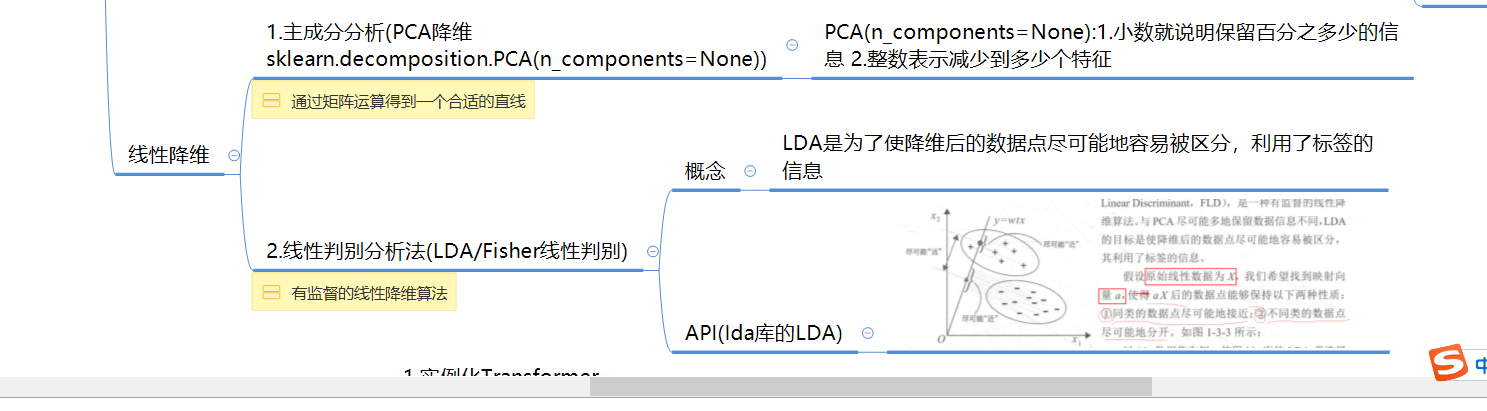 1.主成分分析(PCA降维
sklearn.decomposition.PCA(n_components=None))
PCA(n_components=None):1.小数就说明保留百分之多少的信
息 2.整数表示减少到多少个特征
通过矩阵运算得到一个合适的直线
线性降维
LDA是为了使降维后的数据点尽可能地容易被区分，利用了标签的
信息
概念
2.线性判别分析法(LDA/Fisher线性判别)
有监督的线性降维算法
x₂
y=wtx
尽可能“近”
尽可能“近”
尽可能“近”
O
x₁
Linear Discriminant，FLD)，是一种有监督的线性降
维算法。与 PCA 尽可能多地保留数据信息不同，LDA
的目标是使降维后的数据点尽可能地容易被区分，
其利用了标签的信息。
假设原始线性数据为 X，我们希望找到映射向
量 a，使得 aX 后的数据点能够保持以下两种性质：
①同类的数据点尽可能地接近；②不同类的数据点
尽可能地分开。如图 1-3-3 所示：
API(lda库的LDA)
1.实例化Transformer
S